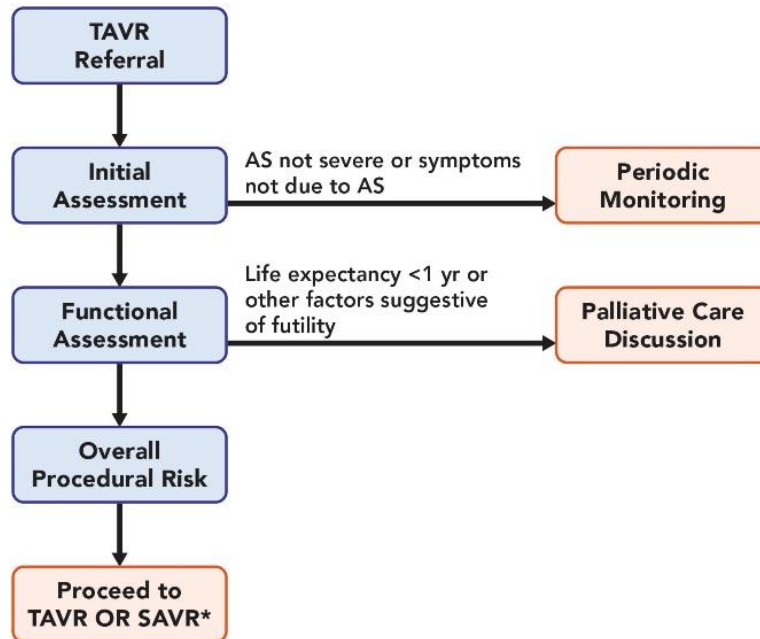 TAVR
Referral
AS not severe or symptoms
not due to AS
Initial
Assessment
Periodic
Monitoring
Life expectancy <1 yr or
other factors suggestive
of futility
Functional
Assessment
Palliative Care
Discussion
Overall
Procedural Risk
Proceed to
TAVR OR SAVR*